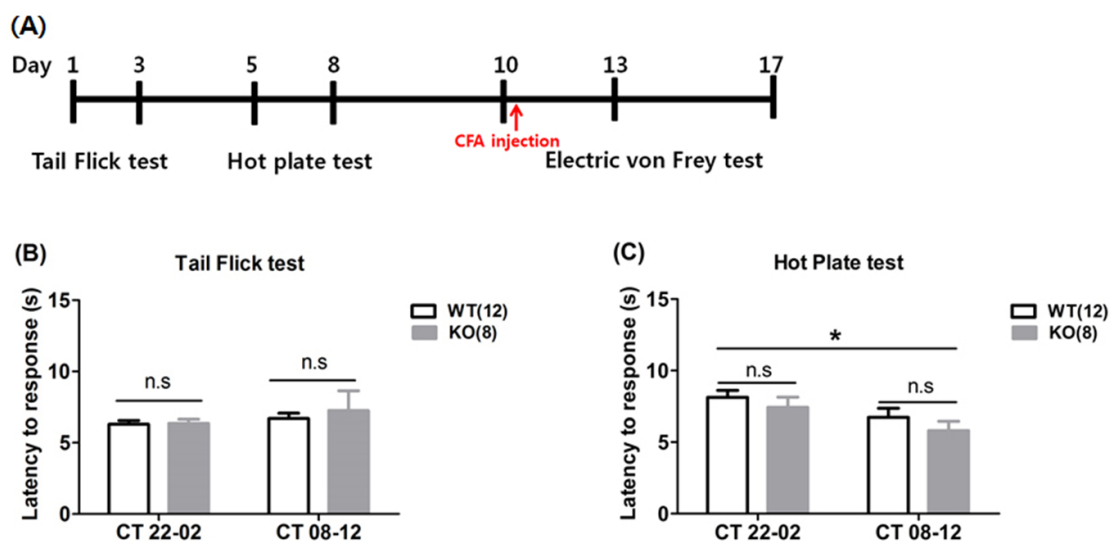 (A)
Day 1 3 5 8 10 13 17
CFA injection
Tail Flick test Hot plate test Electric von Frey test
(B)
Tail Flick test
Latency to response (s)
15
10
5
0
WT(12)
KO(8)
n.s
n.s
CT 22-02 CT 08-12
(C)
Hot Plate test
Latency to response (s)
15
10
5
0
WT(12)
KO(8)
*
n.s
n.s
CT 22-02 CT 08-12